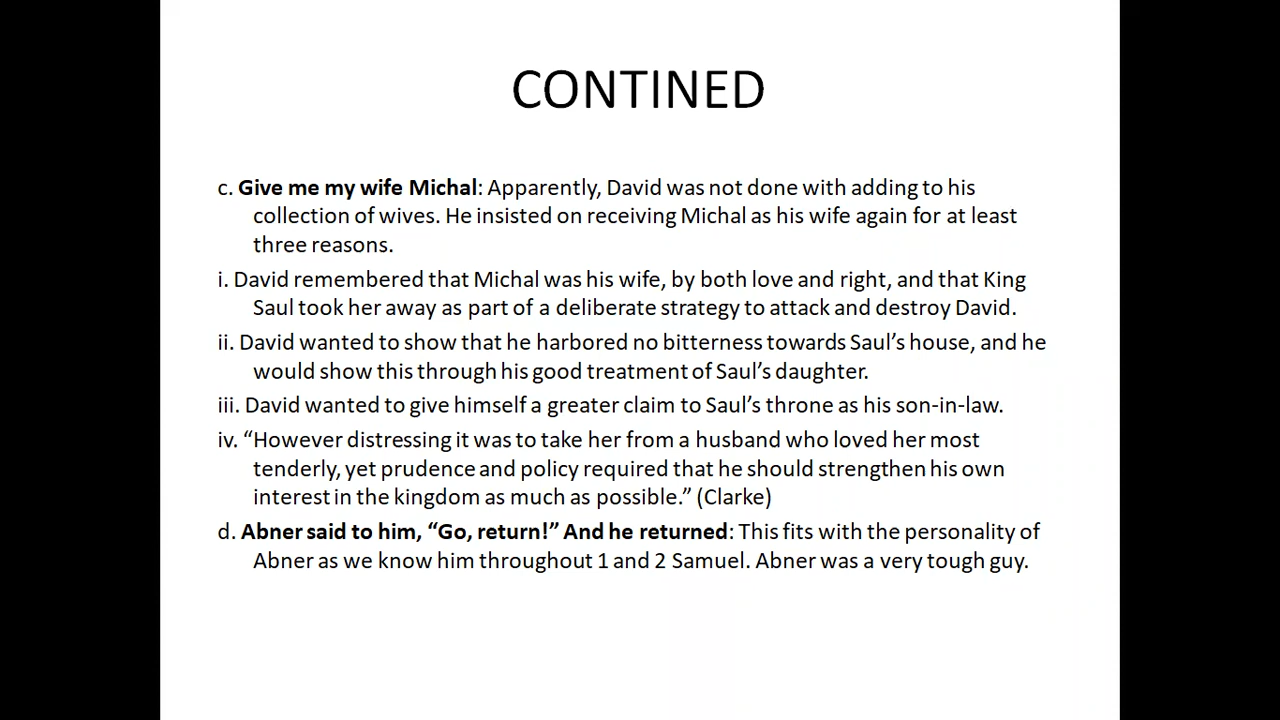 CONTINED
c. Give me my wife Michal: Apparently, David was not done with adding to his
collection of wives. He insisted on receiving Michal as his wife again for at least
three reasons.
i. David remembered that Michal was his wife, by both love and right, and that King
Saul took her away as part of a deliberate strategy to attack and destroy David.
ii. David wanted to show that he harbored no bitterness towards Saul’s house, and he
would show this through his good treatment of Saul’s daughter.
iii. David wanted to give himself a greater claim to Saul’s throne as his son-in-law.
iv. “However distressing it was to take her from a husband who loved her most
tenderly, yet prudence and policy required that he should strengthen his own
interest in the kingdom as much as possible.” (Clarke)
d. Abner said to him, “Go, return!” And he returned: This fits with the personality of
Abner as we know him throughout 1 and 2 Samuel. Abner was a very tough guy.